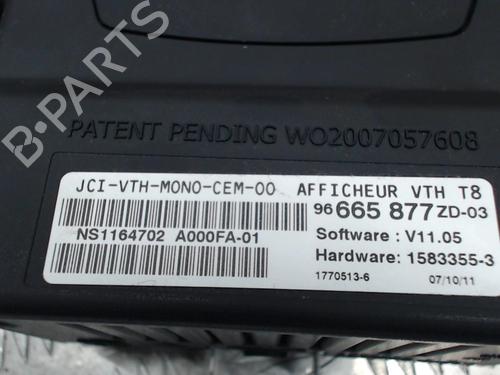 B-PARTS
PATENT PENDING WO2007057608
JCI-VTH-MONO-CEM-00 AFFICHEUR VTH T8
96 665 877 ZD-03
NS1164702 A000FA-01 Software : V11.05
Hardware: 1583355-3
1770513-6 07/10/11